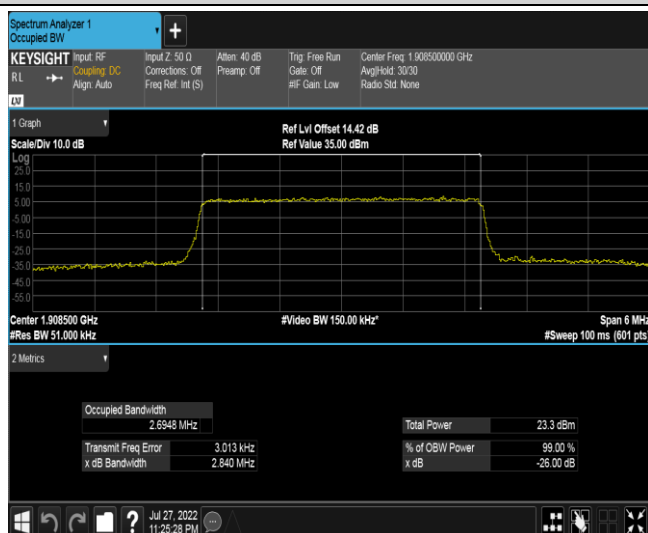 Spectrum Analyzer 1
Occupied BW
+
KEYSIGHT
RL
LXI
Input: RF
Coupling: DC
Align: Auto
Input Z: 50 Ω
Corrections: Off
Freq Ref: Int (S)
Atten: 40 dB
Preamp: Off
Trig: Free Run
Gate: Off
#IF Gain: Low
Center Freq: 1.908500000 GHz
Avg|Hold: 30/30
Radio Std: None
1 Graph
Scale/Div 10.0 dB
Ref Lvl Offset 14.42 dB
Ref Value 35.00 dBm
Log
25.0
15.0
5.00
-5.00
-15.0
-25.0
-35.0
-45.0
-55.0
Center 1.908500 GHz
#Res BW 51.000 kHz
#Video BW 150.00 kHz*
Span 6 MHz
#Sweep 100 ms (601 pts)
2 Metrics
Occupied Bandwidth
2.6948 MHz
Transmit Freq Error 3.013 kHz
x dB Bandwidth 2.840 MHz
Total Power 23.3 dBm
% of OBW Power 99.00 %
x dB -26.00 dB
?
Jul 27, 2022
11:25:28 PM